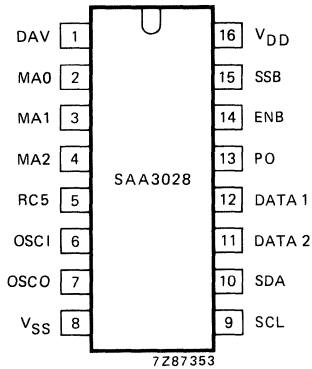 DAV 1 16 VDD
MA0 2 15 SSB
MA1 3 14 ENB
MA2 4 13 PO
SAA3028
RC5 5 12 DATA 1
OSCI 6 11 DATA 2
OSCO 7 10 SDA
VSS 8 9 SCL
7Z87353